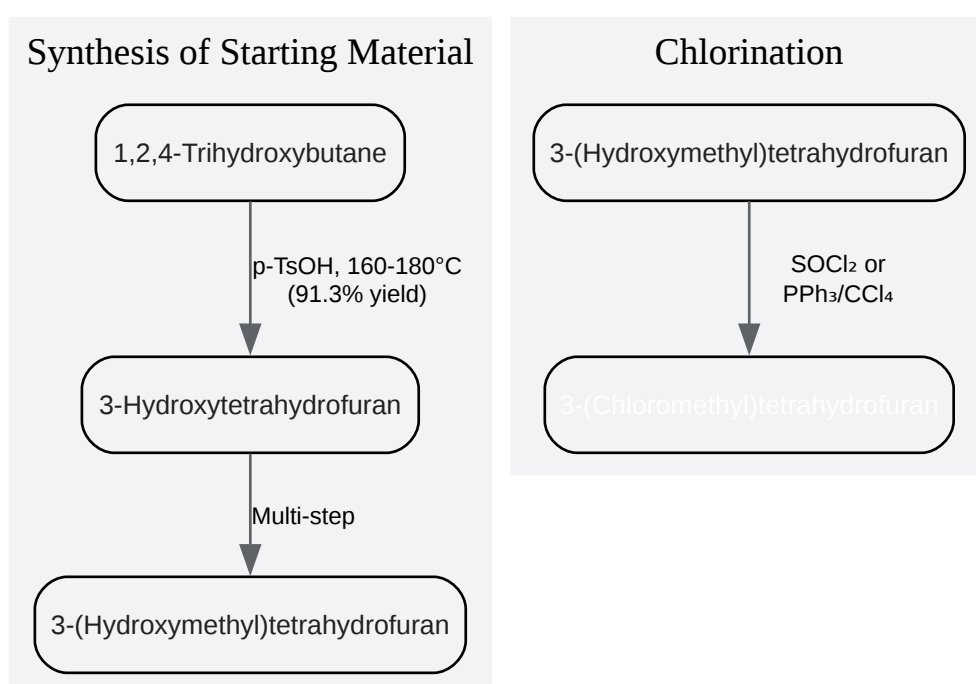 Synthesis of Starting Material
1,2,4-Trihydroxybutane
p-TsOH, 160-180°C
(91.3% yield)
3-Hydroxytetrahydrofuran
Multi-step
3-(Hydroxymethyl)tetrahydrofuran
Chlorination
3-(Hydroxymethyl)tetrahydrofuran
SOCl₂ or
PPh₃/CCl₄
3-(Chloromethyl)tetrahydrofuran